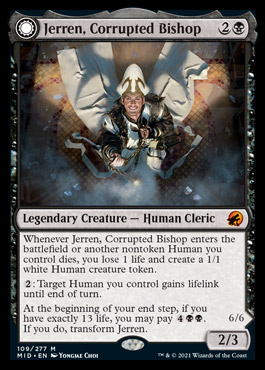 Jerren, Corrupted Bishop 2
Legendary Creature — Human Cleric
Whenever Jerren, Corrupted Bishop enters the
battlefield or another nontoken Human you
control dies, you lose 1 life and create a 1/1
white Human creature token.
2: Target Human you control gains lifelink
until end of turn.
At the beginning of your end step, if you
have exactly 13 life, you may pay 4.
If you do, transform Jerren.
6/6
2/3
109/277 M
MID • EN YONGJAE CHOI
™ & © 2021 Wizards of the Coast